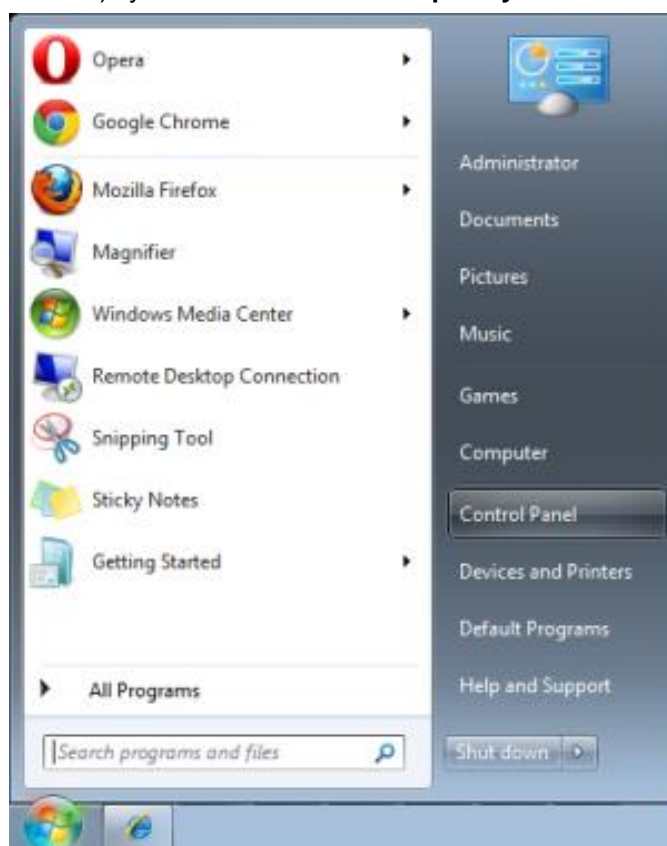 Opera
Google Chrome
Mozilla Firefox
Magnifier
Windows Media Center
Remote Desktop Connection
Snipping Tool
Sticky Notes
Getting Started
All Programs
Search programs and files
Administrator
Documents
Pictures
Music
Games
Computer
Control Panel
Devices and Printers
Default Programs
Help and Support
Shut down